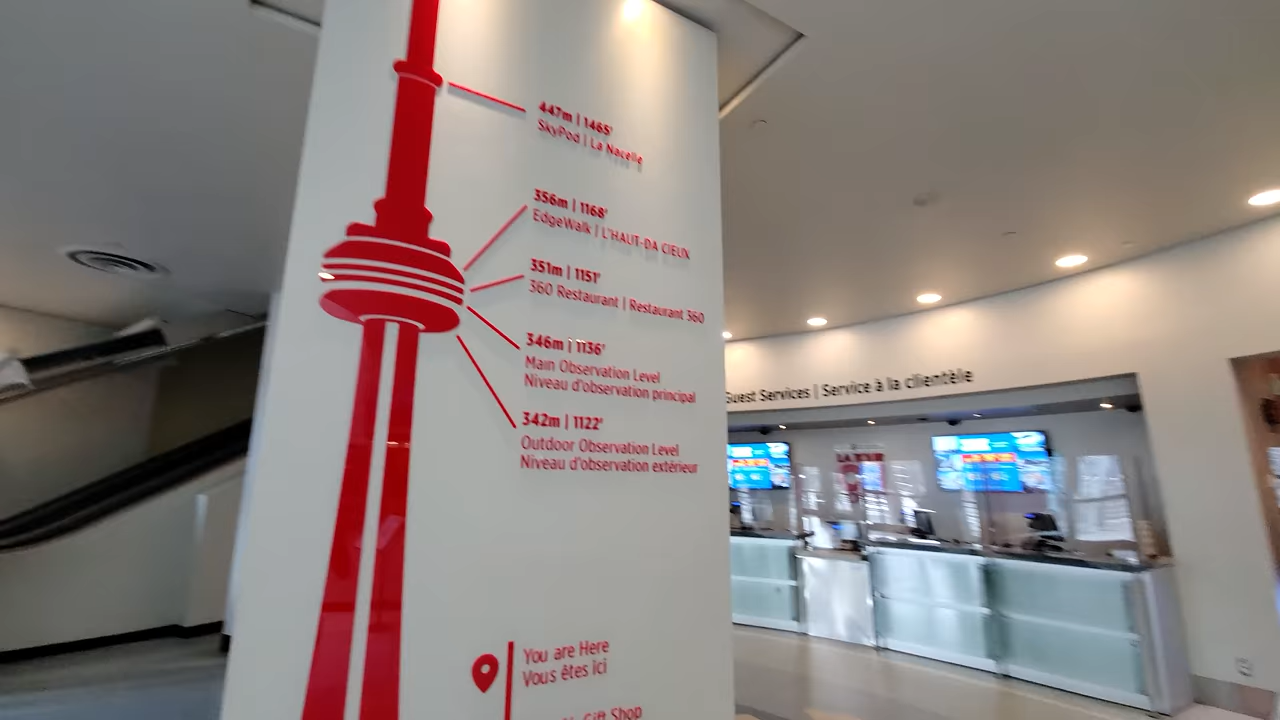 447m | 1465'
SkyPod | La Nacelle
356m | 1168'
EdgeWalk | L'HAUT-DA CIEUX
351m | 1151'
360 Restaurant | Restaurant 360
346m | 1136'
Main Observation Level
Niveau d'observation principal
342m | 1122'
Outdoor Observation Level
Niveau d'observation extérieur
Guest Services | Service à la clientèle
You are Here
Vous êtes ici
Gift Shop